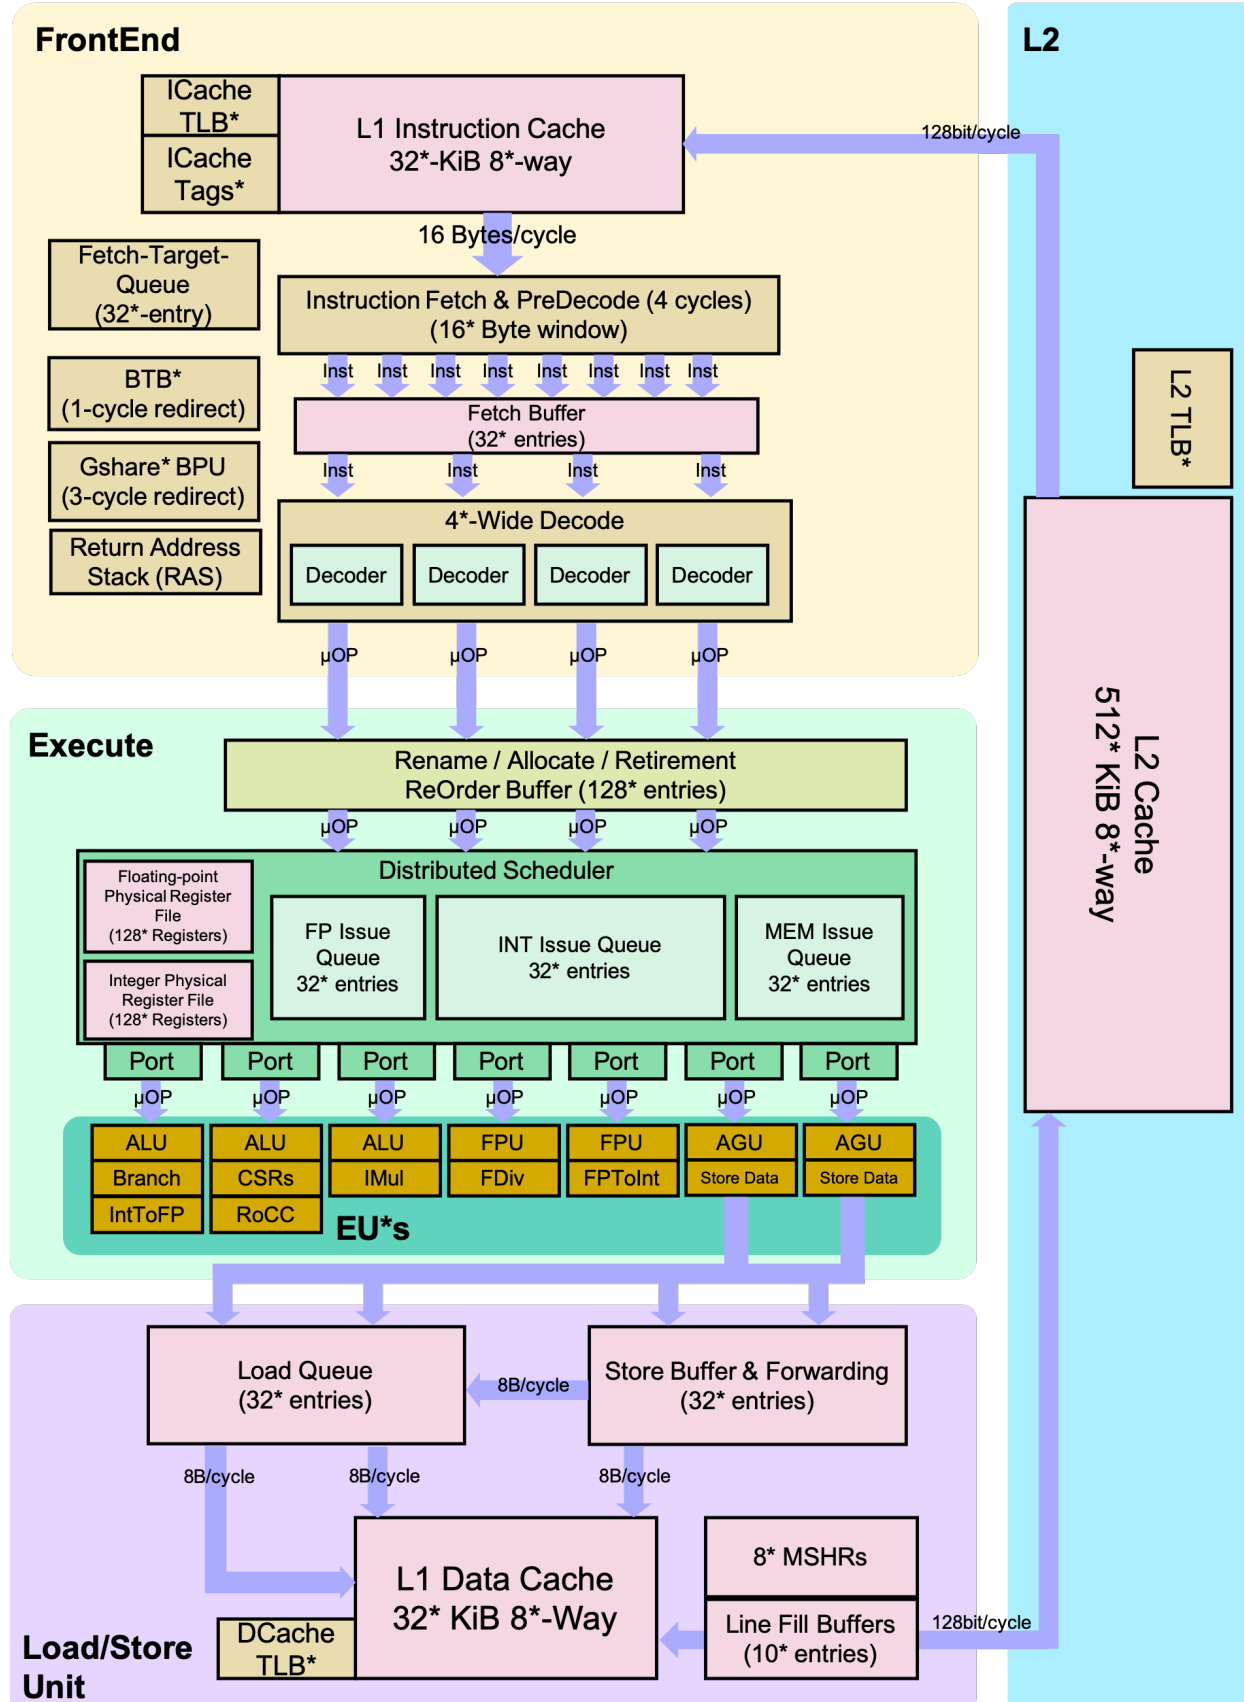 FrontEnd
L2
ICache
TLB*
ICache
Tags*
L1 Instruction Cache
32*-KiB 8*-way
128bit/cycle
16 Bytes/cycle
Fetch-Target-
Queue
(32*-entry)
Instruction Fetch & PreDecode (4 cycles)
(16* Byte window)
Inst Inst Inst Inst Inst Inst Inst Inst
BTB*
(1-cycle redirect)
Fetch Buffer
(32* entries)
L2 TLB*
Gshare* BPU
(3-cycle redirect)
Inst Inst Inst Inst
Return Address
Stack (RAS)
4*-Wide Decode
Decoder Decoder Decoder Decoder
µOP µOP µOP µOP
L2 Cache
512* KiB 8*-way
Execute
Rename / Allocate / Retirement
ReOrder Buffer (128* entries)
µOP µOP µOP µOP
Distributed Scheduler
Floating-point
Physical Register
File
(128* Registers)
Integer Physical
Register File
(128* Registers)
FP Issue
Queue
32* entries
INT Issue Queue
32* entries
MEM Issue
Queue
32* entries
Port Port Port Port Port Port Port
µOP µOP µOP µOP µOP µOP µOP
ALU ALU ALU FPU FPU AGU AGU
Branch CSRs IMul FDiv FPToInt Store Data Store Data
IntToFP RoCC
EU*s
Load Queue
(32* entries)
8B/cycle
Store Buffer & Forwarding
(32* entries)
8B/cycle 8B/cycle 8B/cycle
L1 Data Cache
32* KiB 8*-Way
8* MSHRs
Line Fill Buffers
(10* entries)
128bit/cycle
DCache
TLB*
Load/Store
Unit